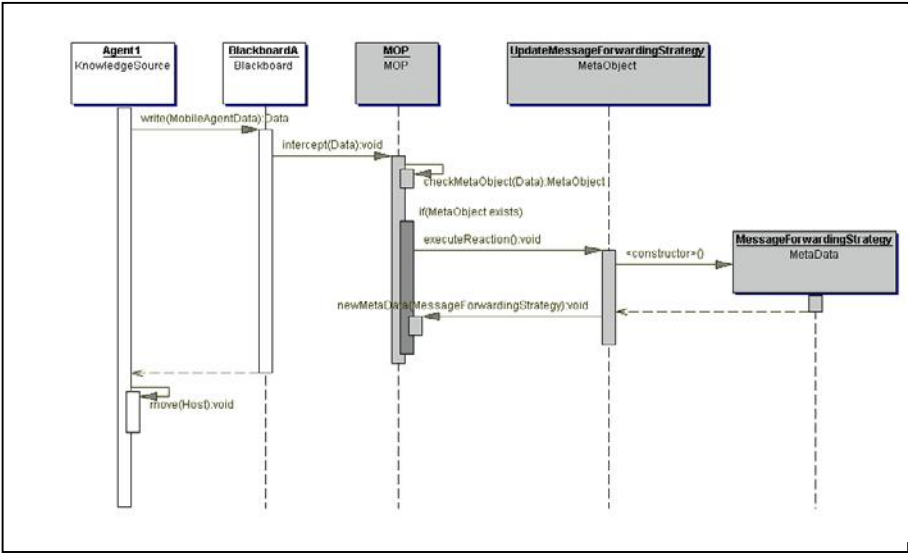 Agent1
KnowledgeSource
BlackboardA
Blackboard
MOP
MOP
UpdateMessageForwardingStrategy
MetaObject
write(MobileAgentData):Data
intercept(Data):void
checkMetaObject(Data):MetaObject
if(MetaObject exists)
executeReaction():void
<constructor>()
MessageForwardingStrategy
MetaData
newMetaData(MessageForwardingStrategy):void
move(Host):void